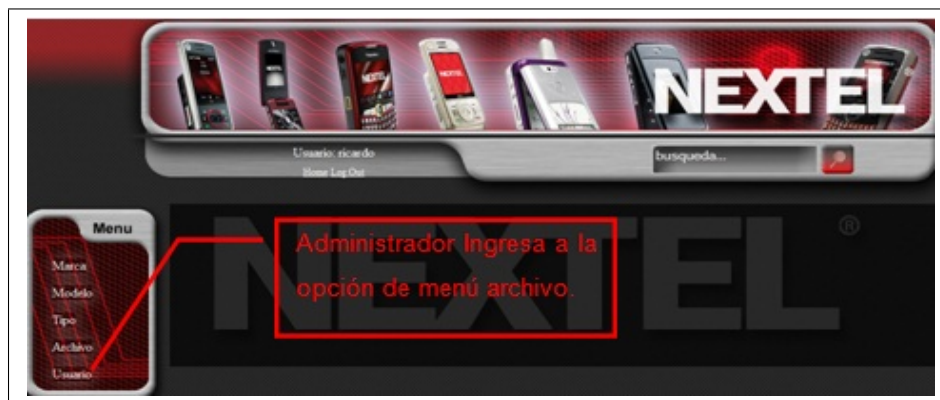 NEXTEL
Usuario: ricardo
busqueda...
Home Log Out
Menu
Marca
Modelo
Tipo
Archivo
Usuario
NEXTEL®
Administrador Ingresa a la
opción de menú archivo.